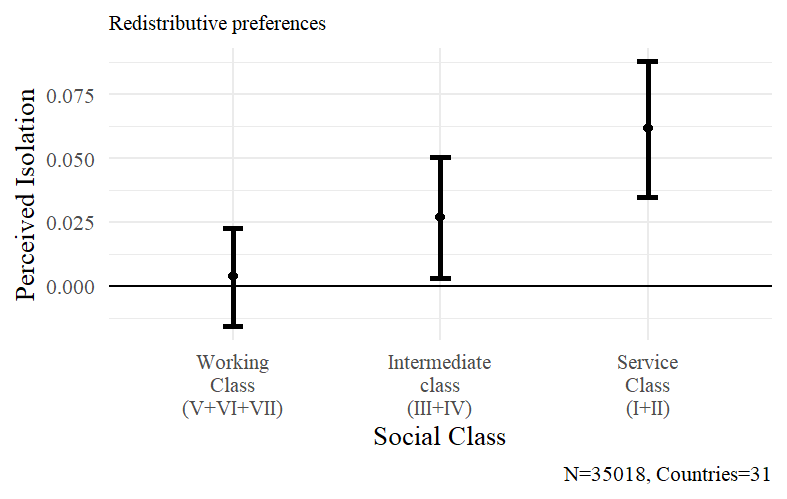 Redistributive preferences
Perceived Isolation
0.075
0.050
0.025
0.000
Working
Class
(V+VI+VII)
Intermediate
class
(III+IV)
Service
Class
(I+II)
Social Class
N=35018, Countries=31